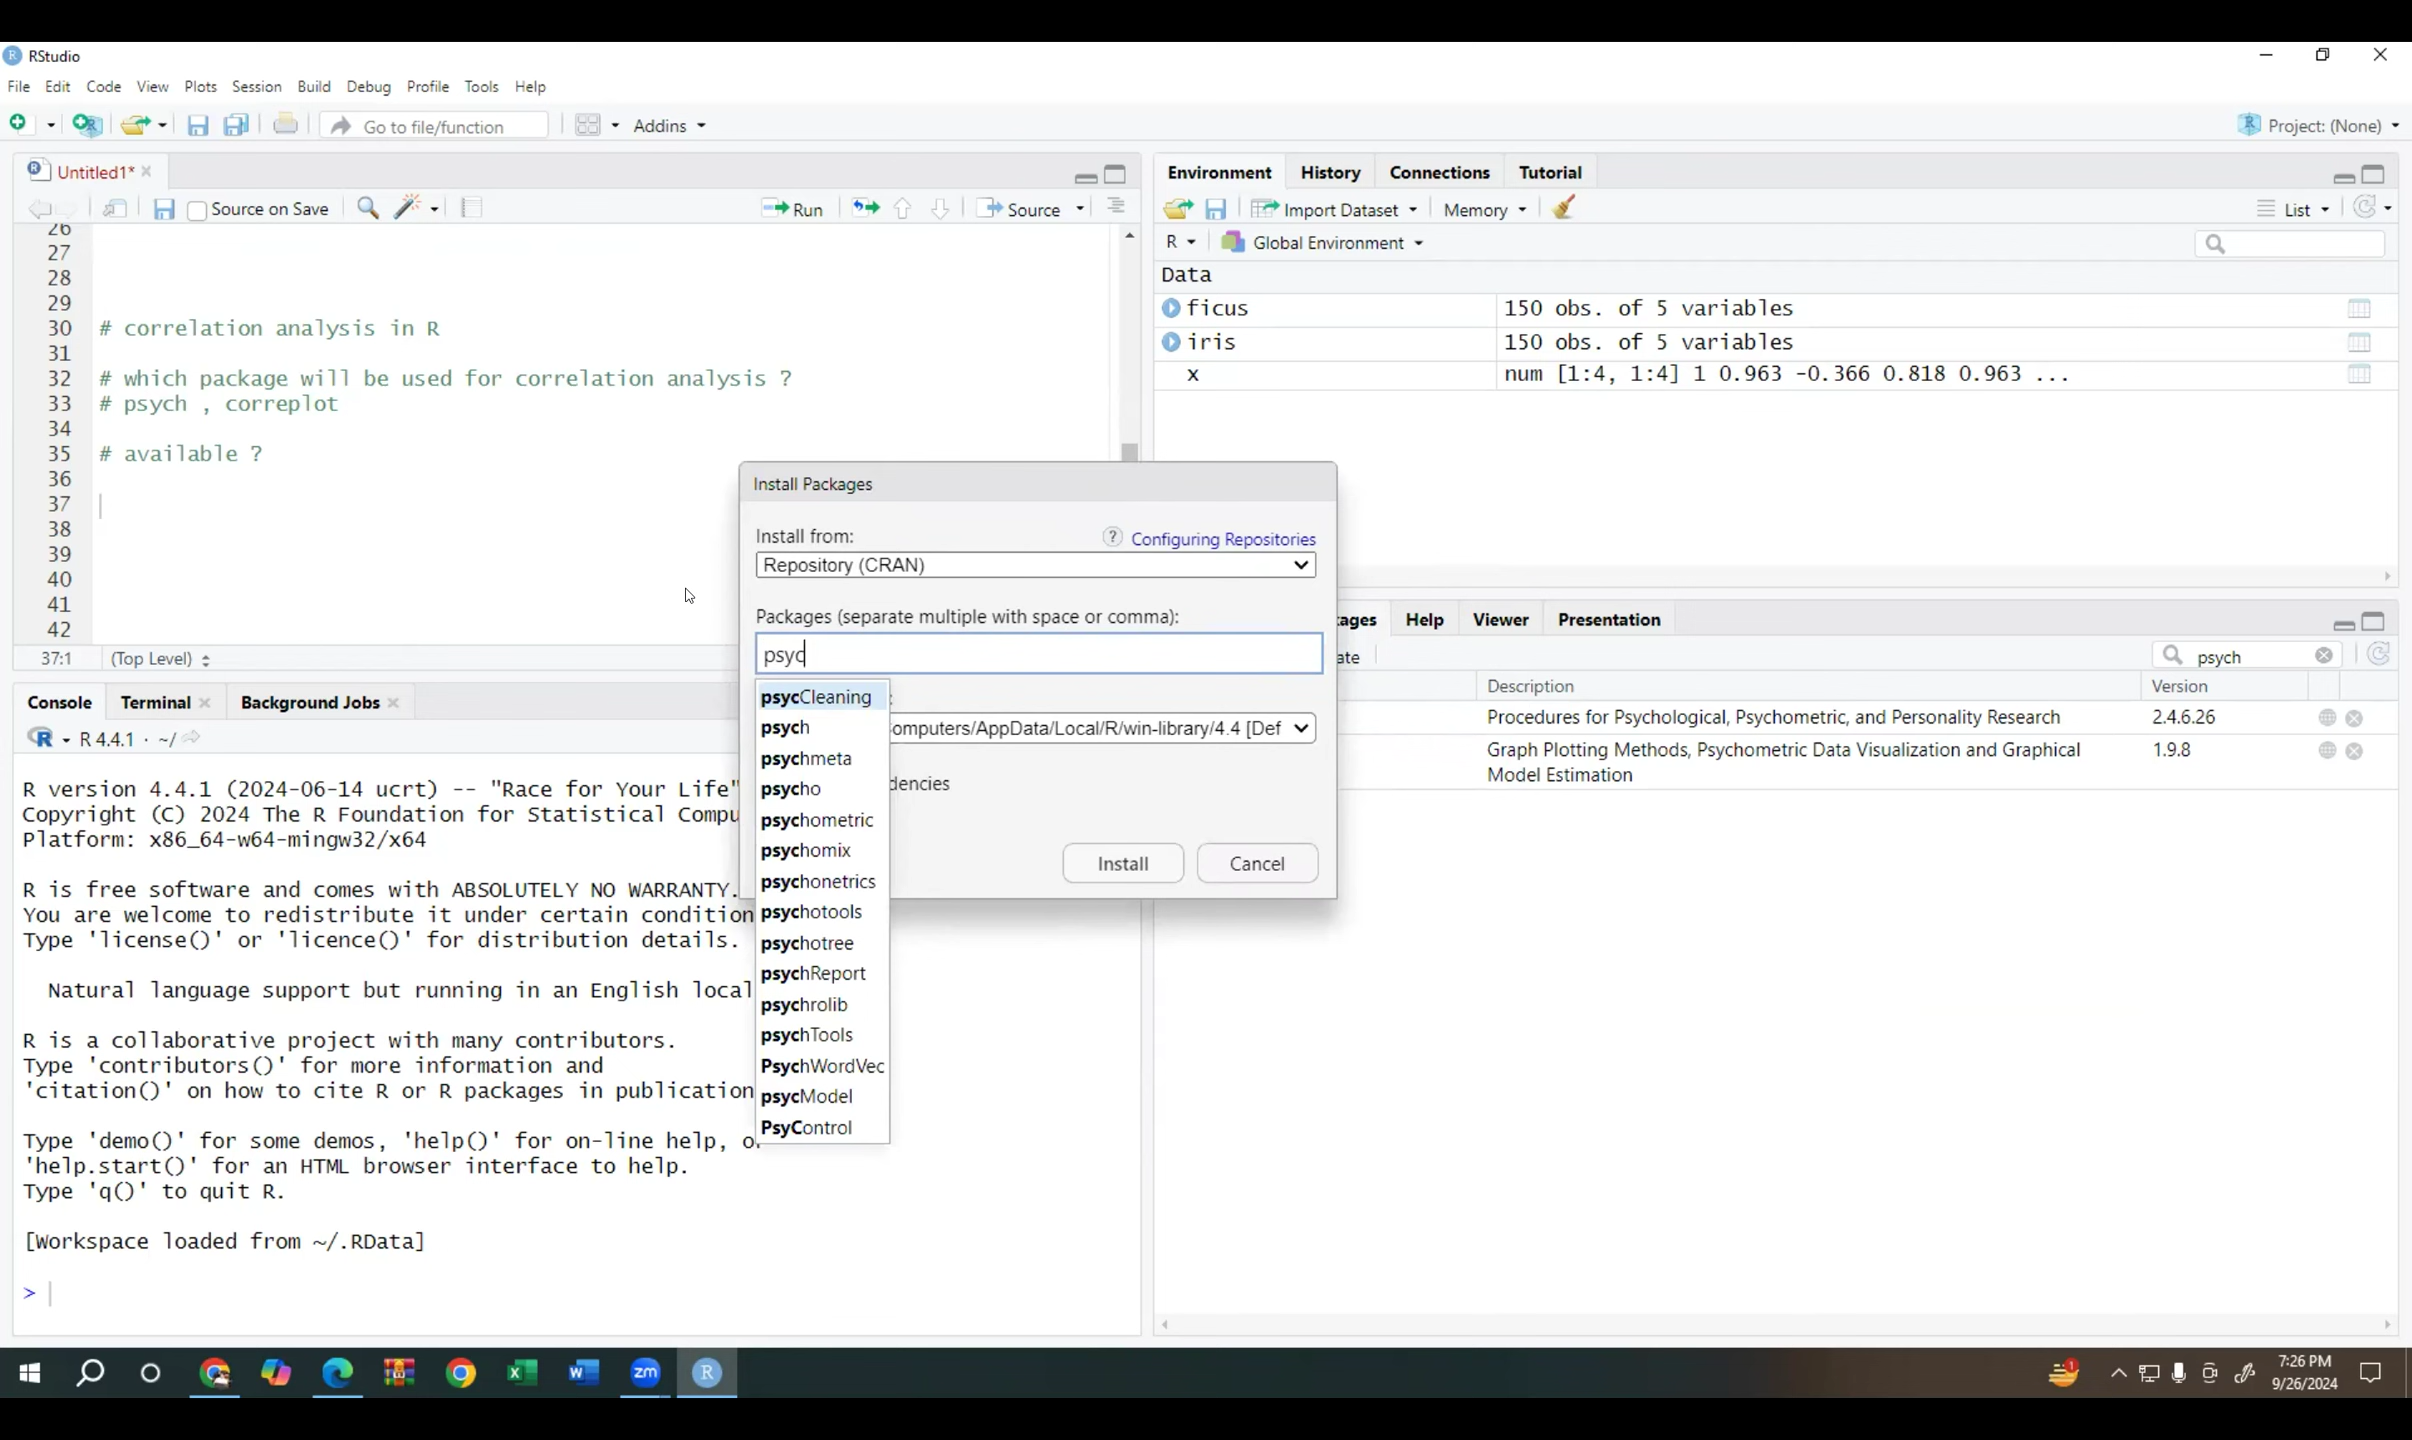 RStudio
File Edit Code View Plots Session Build Debug Profile Tools Help
Go to file/function Addins Project: (None)
Untitled1*
Source on Save Run Source
26
27
28
29
30 # correlation analysis in R
31
32 # which package will be used for correlation analysis ?
33 # psych , correplot
34
35 # available ?
36
37
38
39
40
41
42
37:1 (Top Level)
Console Terminal Background Jobs
R 4.4.1 · ~/
R version 4.4.1 (2024-06-14 ucrt) -- "Race for Your Life"
Copyright (C) 2024 The R Foundation for Statistical Compu
Platform: x86_64-w64-mingw32/x64
R is free software and comes with ABSOLUTELY NO WARRANTY.
You are welcome to redistribute it under certain condition
Type 'license()' or 'licence()' for distribution details.
Natural language support but running in an English local
R is a collaborative project with many contributors.
Type 'contributors()' for more information and
'citation()' on how to cite R or R packages in publication
Type 'demo()' for some demos, 'help()' for on-line help, or
'help.start()' for an HTML browser interface to help.
Type 'q()' to quit R.
[Workspace loaded from ~/.RData]
>
Install Packages
Install from: ? Configuring Repositories
Repository (CRAN)
Packages (separate multiple with space or comma):
psyc
psycCleaning
psych
omputers/AppData/Local/R/win-library/4.4 [Def
psychmeta
dencies
psycho
psychometric
psychomix
psychonetrics
psychotools
psychotree
psychReport
psychrolib
psychTools
PsychWordVec
psycModel
PsyControl
Install Cancel
Environment History Connections Tutorial
Import Dataset Memory List
R Global Environment
Data
ficus 150 obs. of 5 variables
iris 150 obs. of 5 variables
x num [1:4, 1:4] 1 0.963 -0.366 0.818 0.963 ...
ages Help Viewer Presentation
ate psych
Description Version
Procedures for Psychological, Psychometric, and Personality Research 2.4.6.26
Graph Plotting Methods, Psychometric Data Visualization and Graphical 1.9.8
Model Estimation
zm R
1
7:26 PM
9/26/2024